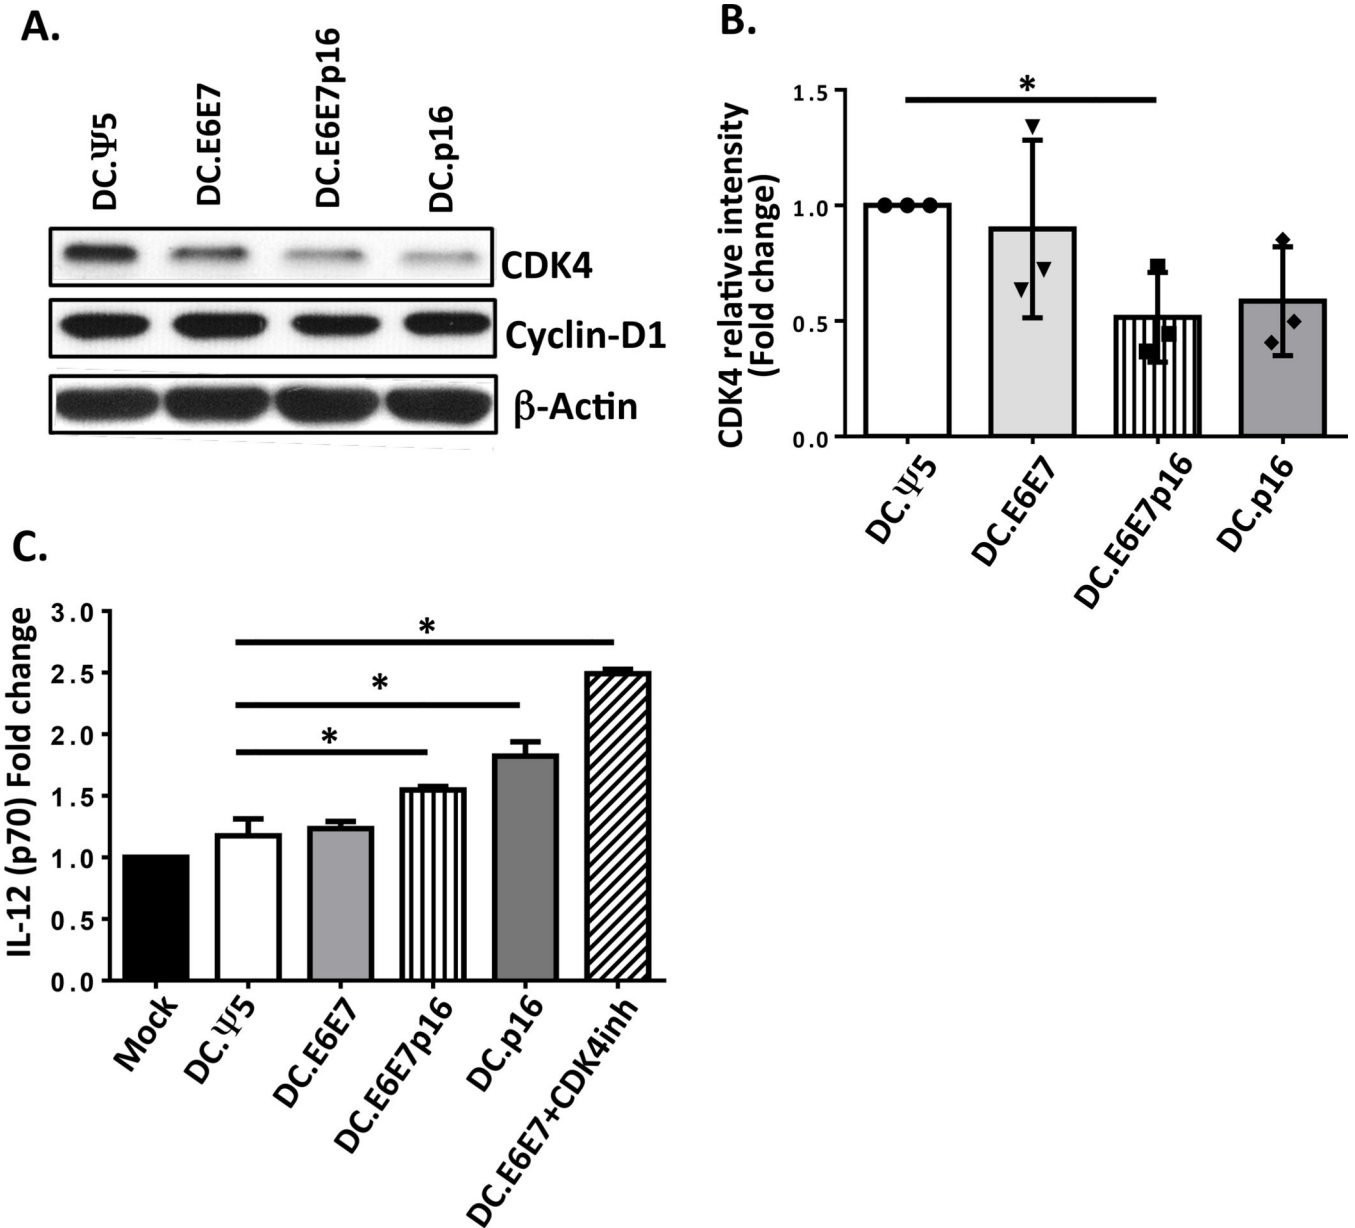 A.
DC.Ψ5
DC.E6E7
DC.E6E7p16
DC.p16
CDK4
Cyclin-D1
β-Actin
B.
CDK4 relative intensity
(Fold change)
1.5
1.0
0.5
0.0
*
DC.Ψ5
DC.E6E7
DC.E6E7p16
DC.p16
C.
IL-12 (p70) Fold change
3.0
2.5
2.0
1.5
1.0
0.5
0.0
*
*
*
Mock
DC.Ψ5
DC.E6E7
DC.E6E7p16
DC.p16
DC.E6E7+CDK4inh